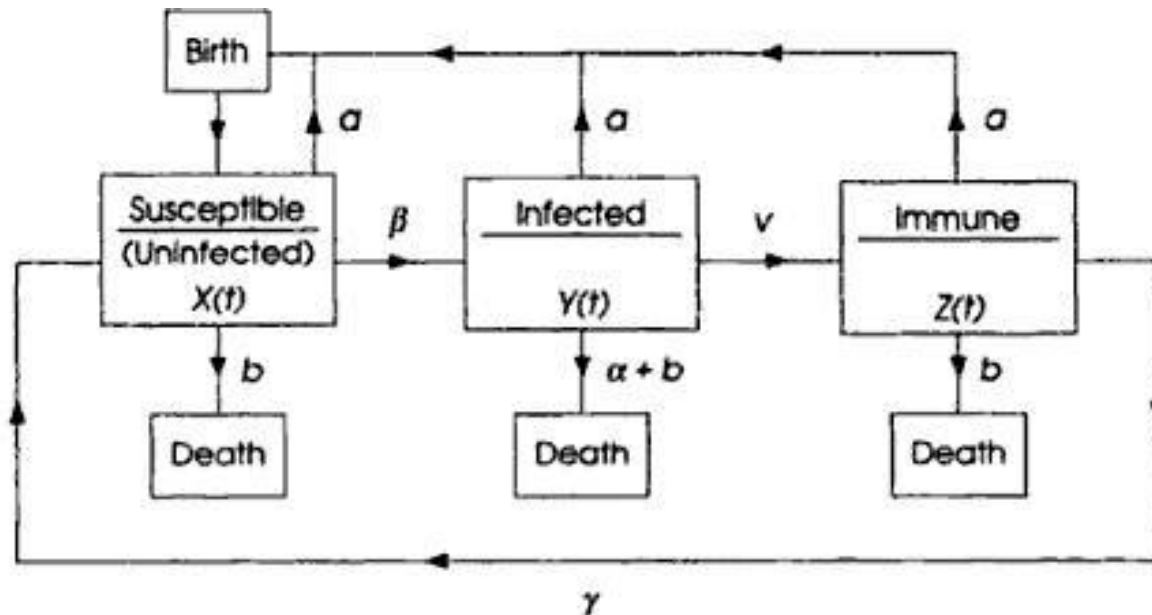 Birth
a
a
a
Susceptible
(Uninfected)
X(t)
β
Infected
Y(t)
v
Immune
Z(t)
b
α + b
b
Death
Death
Death
γ